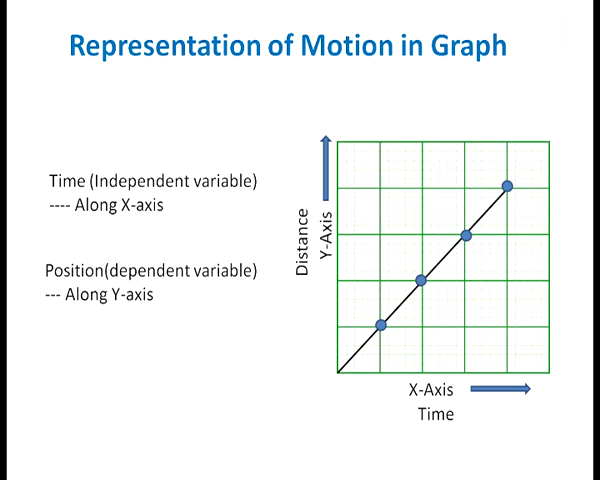 Representation of Motion in Graph
Time (Independent variable)
---- Along X-axis
Position(dependent variable)
--- Along Y-axis
Distance
Y-Axis
X-Axis
Time